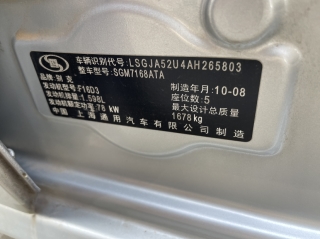 车辆识别代号:LSGJA52U4AH265803
整车型号:SGM7168ATA
品牌:别克
制造年月:10-08
发动机型号:F16D3
座位数:5
发动机排量:1.598L
最大设计总质量
发动机额定功率:78 kW
1678kg
中国 上海通用汽车有限公司制造